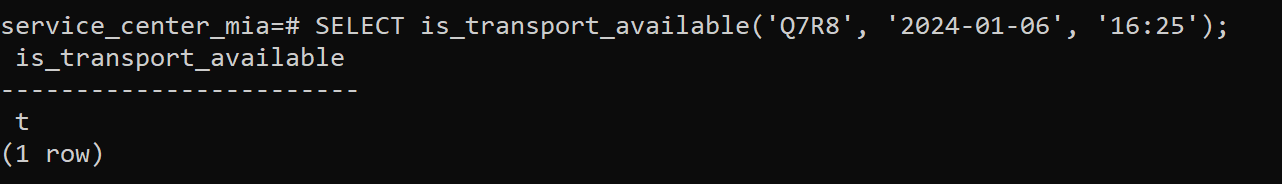 service_center_mia=# SELECT is_transport_available('Q7R8', '2024-01-06', '16:25');
 is_transport_available
------------------------
 t
(1 row)